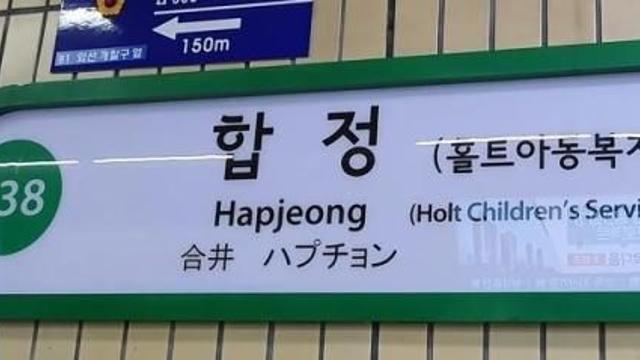 150m
합 정 (홀트아동복지
38
Hapjeong (Holt Children's Servi
合井 ハプチョン